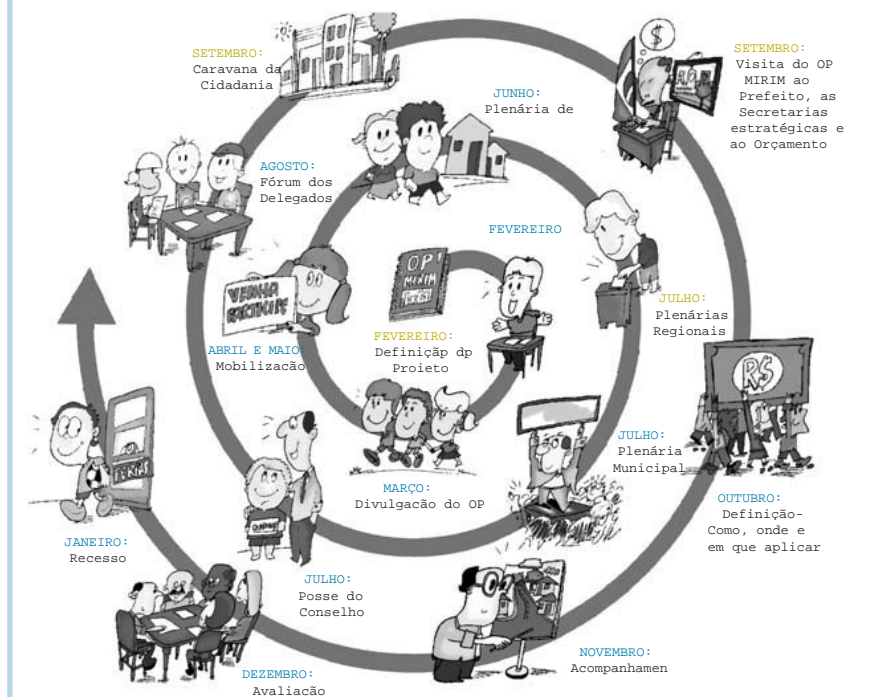 SETEMBRO:
Caravana da
Cidadania
$
SETEMBRO:
Visita do OP
MIRIM ao
Prefeito, as
Secretarias
estratégicas e
ao Orçamento
JUNHO:
Plenária de
AGOSTO:
Fórum dos
Delegados
FEVEREIRO
OP
MIRIM
VENHA
PARTICIPE
JULHO:
Plenárias
Regionais
FEVEREIRO:
Definiçãp dp
Proieto
ABRIL E MAIO:
Mobilizacão
R$
JULHO:
Plenária
Municipal
MARÇO:
Divulgacão do OP
FÉRIAS
OUTUBRO:
Definição-
Como, onde e
em que aplicar
JANEIRO:
Recesso
JULHO:
Posse do
Conselho
NOVEMBRO:
Acompanhamen
DEZEMBRO:
Avaliação